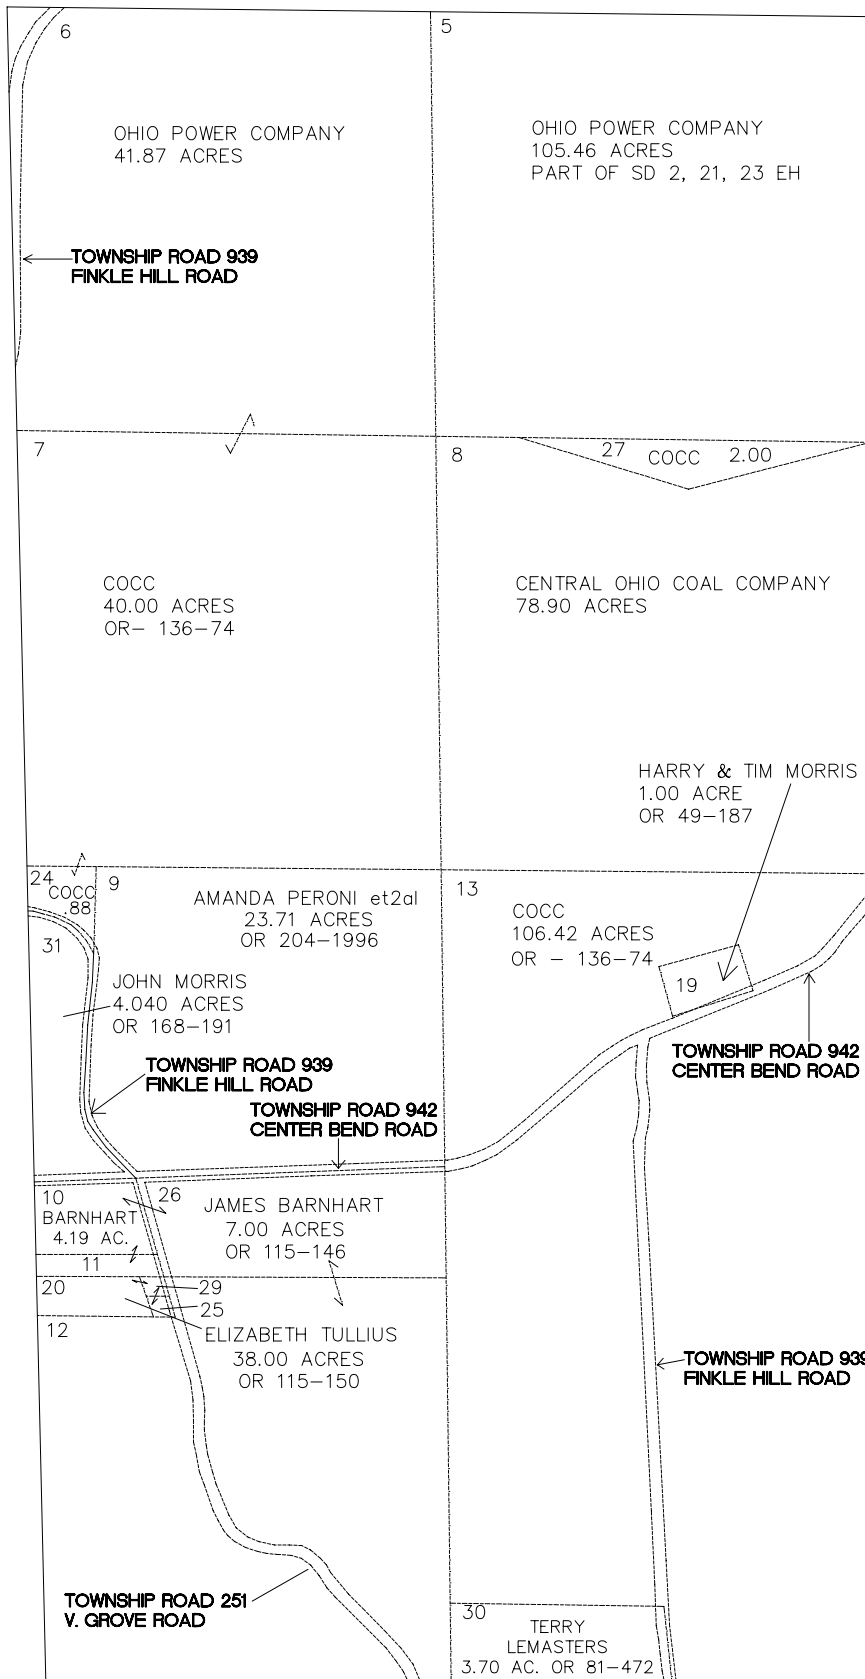 6
5
OHIO POWER COMPANY
41.87 ACRES
OHIO POWER COMPANY
105.46 ACRES
PART OF SD 2, 21, 23 EH
TOWNSHIP ROAD 939
FINKLE HILL ROAD
7
8
27
COCC 2.00
COCC
40.00 ACRES
OR- 136-74
CENTRAL OHIO COAL COMPANY
78.90 ACRES
HARRY & TIM MORRIS
1.00 ACRE
OR 49-187
24
COCC
.88
9
AMANDA PERONI et2al
23.71 ACRES
OR 204-1996
13
COCC
106.42 ACRES
OR - 136-74
19
31
JOHN MORRIS
4.040 ACRES
OR 168-191
TOWNSHIP ROAD 939
FINKLE HILL ROAD
TOWNSHIP ROAD 942
CENTER BEND ROAD
TOWNSHIP ROAD 942
CENTER BEND ROAD
10
BARNHART
4.19 AC.
26
JAMES BARNHART
7.00 ACRES
OR 115-146
11
20
29
25
12
ELIZABETH TULLIUS
38.00 ACRES
OR 115-150
TOWNSHIP ROAD 939
FINKLE HILL ROAD
TOWNSHIP ROAD 251
V. GROVE ROAD
30
TERRY
LEMASTERS
3.70 AC. OR 81-472